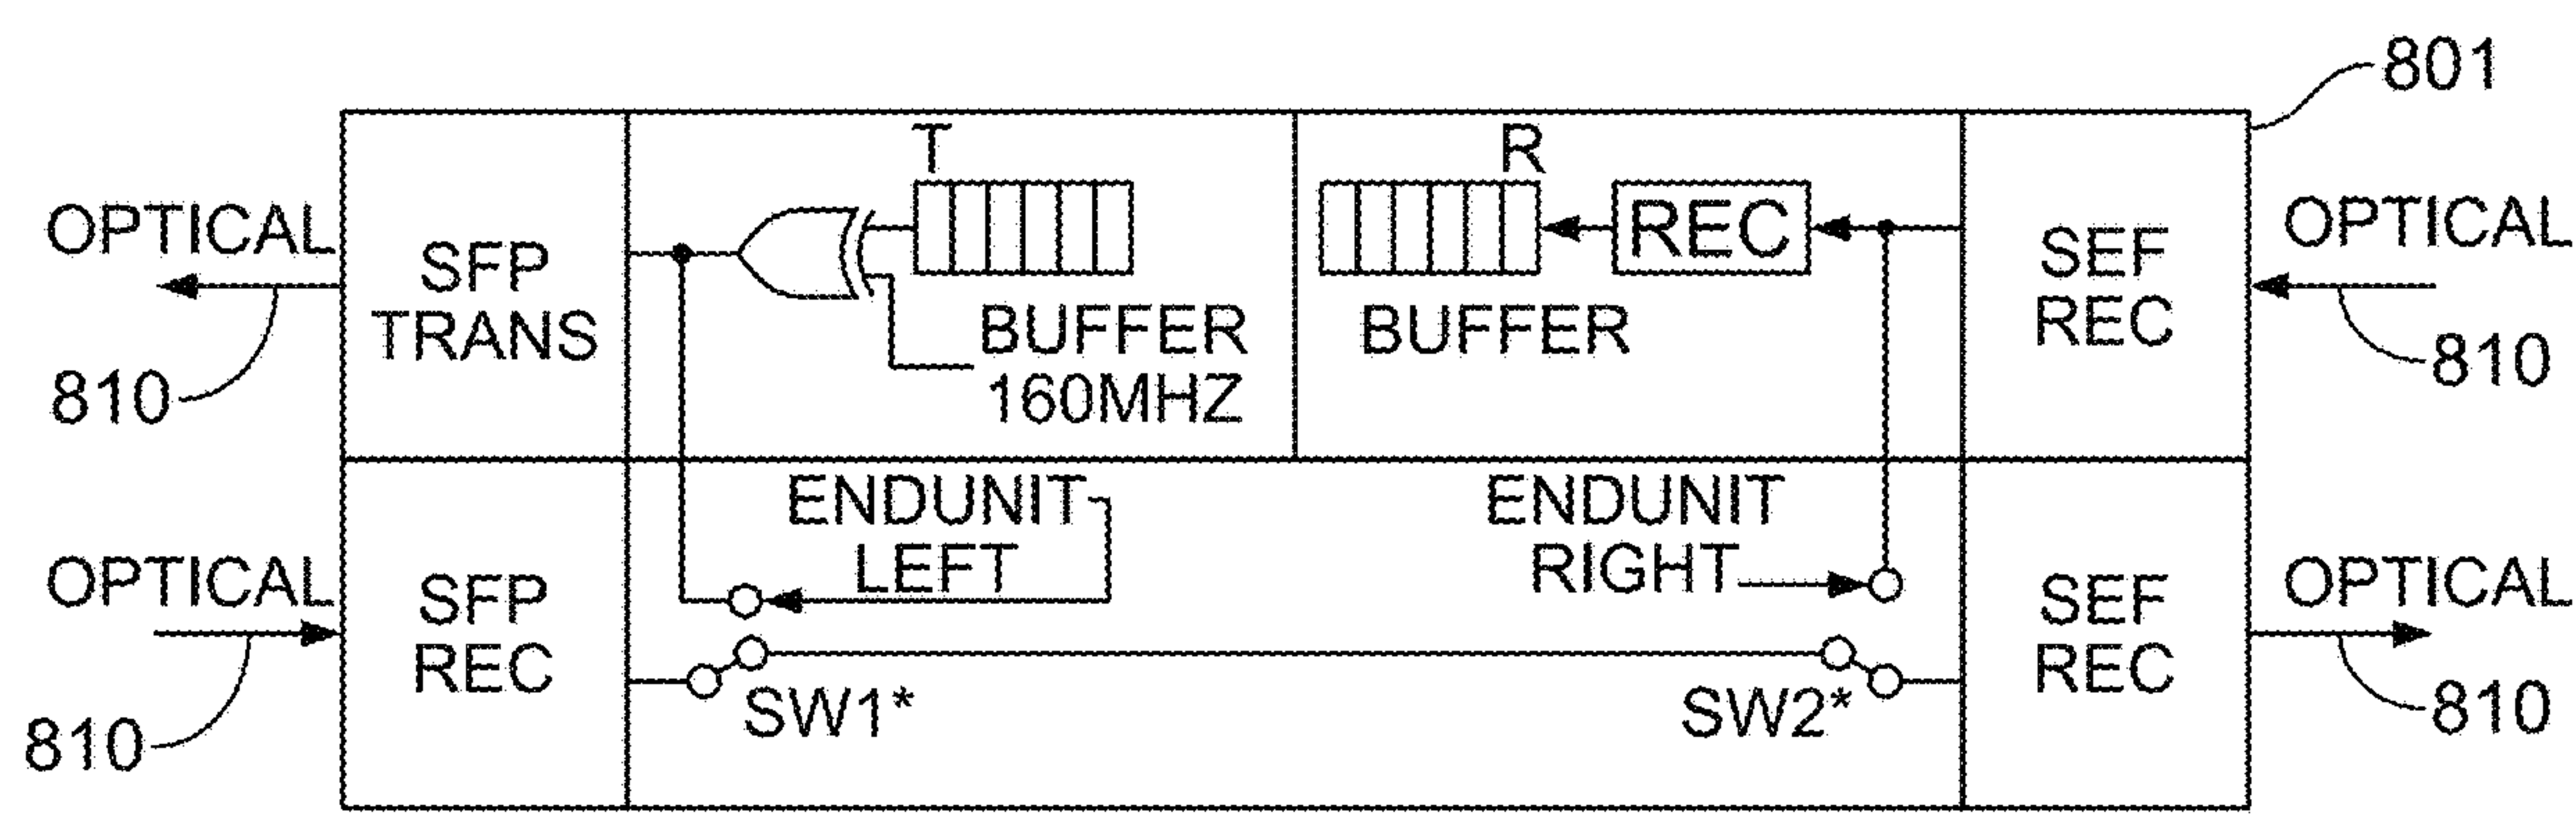 801
T
R
OPTICAL
SFP
TRANS
REC
SEF
REC
OPTICAL
BUFFER
160MHZ
BUFFER
810
810
ENDUNIT
LEFT
ENDUNIT
RIGHT
OPTICAL
SFP
REC
SEF
REC
OPTICAL
SW1*
SW2*
810
810